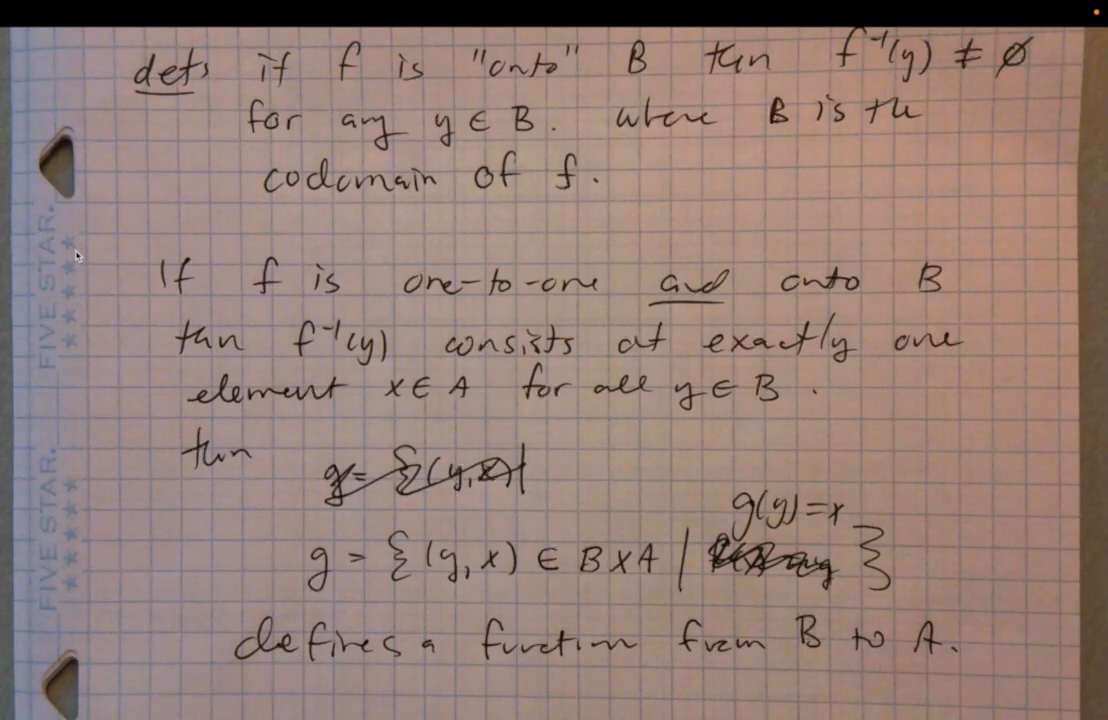 defs if f is "onto" B then f⁻¹(y) ≠ ∅
for any y ∈ B. where B is the
codomain of f.
If f is one-to-one and onto B
then f⁻¹(y) consists of exactly one
element x ∈ A for all y ∈ B.
then
g = {(y,x)|
g(y)=x
g = {(y,x) ∈ B×A | }
defines a function from B to A.
FIVE STAR.
FIVE STAR.